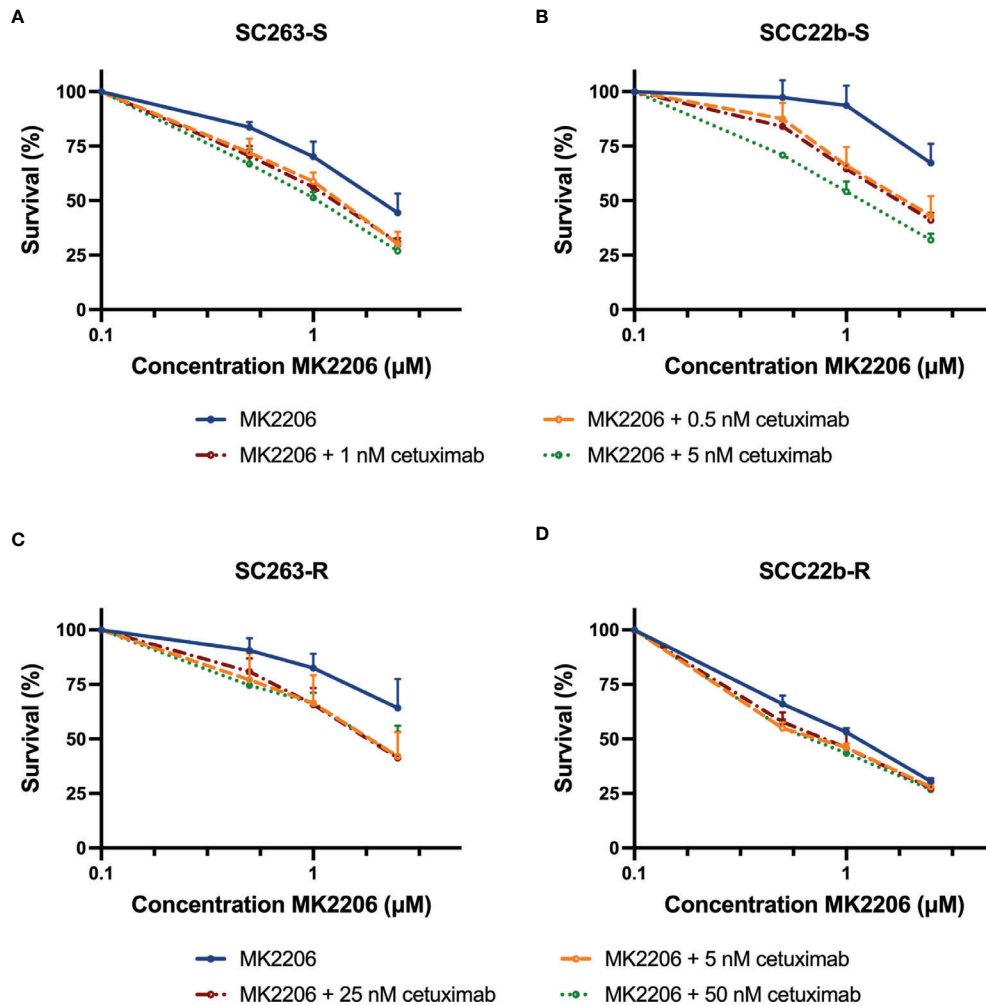 A
SC263-S
100
75
50
25
0
Survival (%)
0.1
1
Concentration MK2206 (µM)
B
SCC22b-S
100
75
50
25
0
Survival (%)
0.1
1
Concentration MK2206 (µM)
MK2206
MK2206 + 0.5 nM cetuximab
MK2206 + 1 nM cetuximab
MK2206 + 5 nM cetuximab
C
SC263-R
100
75
50
25
0
Survival (%)
0.1
1
Concentration MK2206 (µM)
D
SCC22b-R
100
75
50
25
0
Survival (%)
0.1
1
Concentration MK2206 (µM)
MK2206
MK2206 + 5 nM cetuximab
MK2206 + 25 nM cetuximab
MK2206 + 50 nM cetuximab